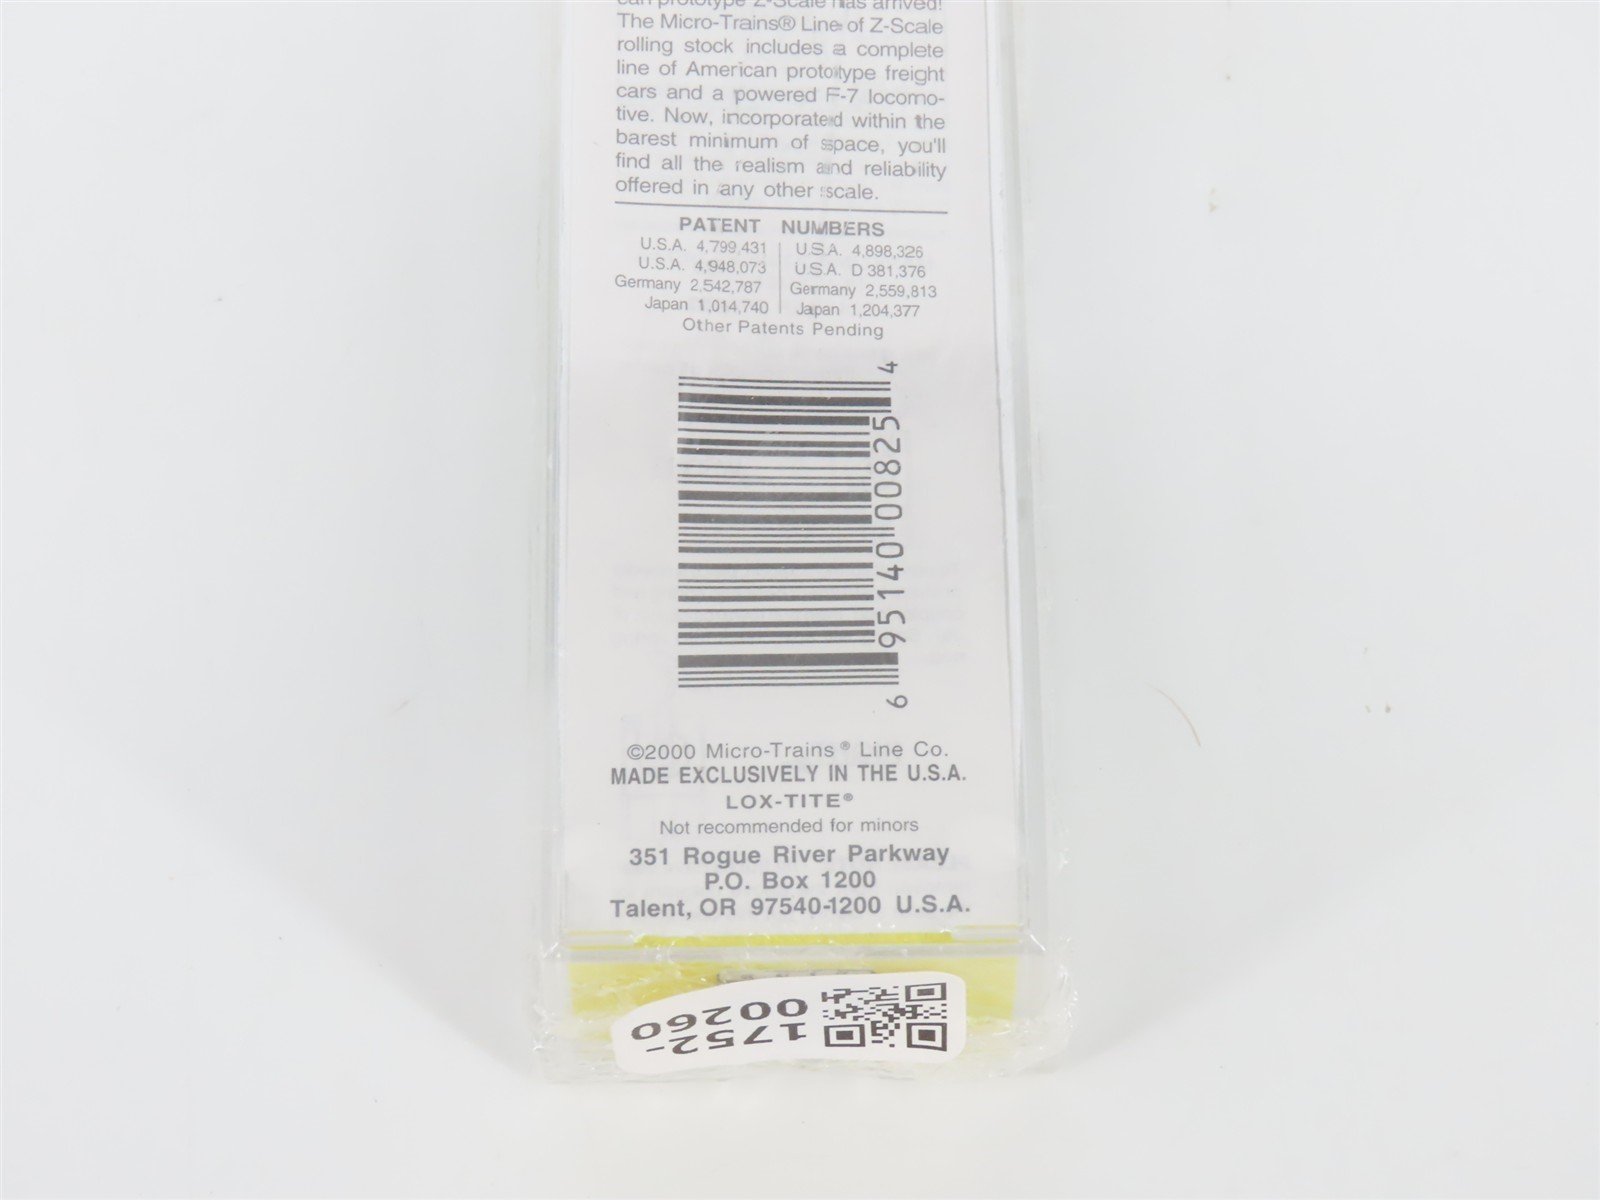 can prototype Z-Scale has arrived!
The Micro-Trains® Line of Z-Scale
rolling stock includes a complete
line of American prototype freight
cars and a powered F-7 locomo-
tive. Now, incorporated within the
barest minimum of space, you'll
find all the realism and reliability
offered in any other scale.
PATENT NUMBERS
U.S.A. 4,799,431 U.S.A. 4,898,326
U.S.A. 4,948,073 U.S.A. D 381,376
Germany 2,542,787 Germany 2,559,813
Japan 1,014,740 Japan 1,204,377
Other Patents Pending
6 95140 00825 4
©2000 Micro-Trains® Line Co.
MADE EXCLUSIVELY IN THE U.S.A.
LOX-TITE®
Not recommended for minors
351 Rogue River Parkway
P.O. Box 1200
Talent, OR 97540-1200 U.S.A.
1752-
00260